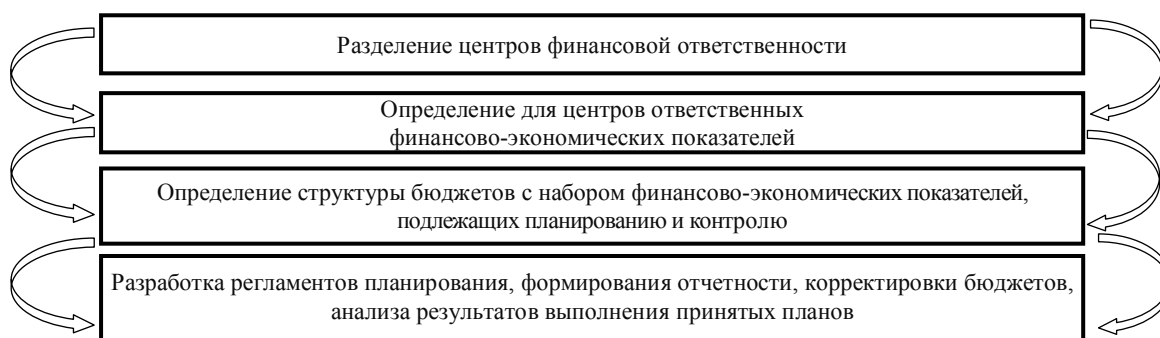 Разделение центров финансовой ответственности
Определение для центров ответственных
финансово-экономических показателей
Определение структуры бюджетов с набором финансово-экономических показателей,
подлежащих планированию и контролю
Разработка регламентов планирования, формирования отчетности, корректировки бюджетов,
анализа результатов выполнения принятых планов